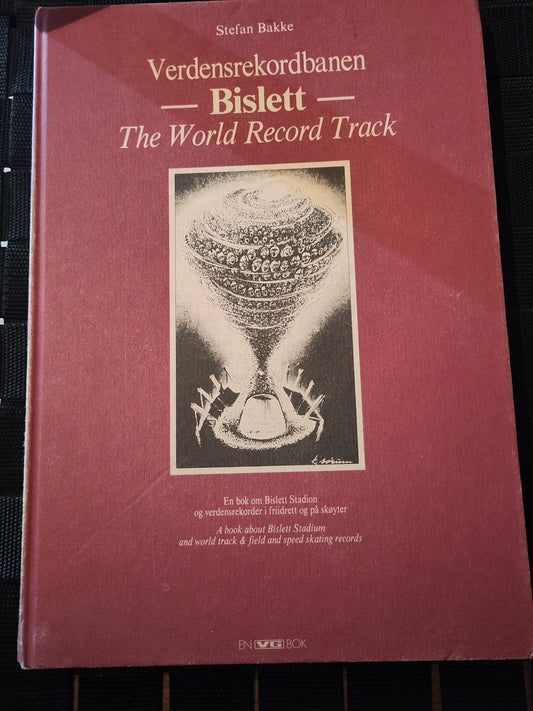 Stefan Bakke
Verdensrekordbanen
— Bislett —
The World Record Track
En bok om Bislett Stadion
og verdensrekorder i friidrett og på skøyter
A book about Bislett Stadium
and world track & field and speed skating records
EN VG BOK